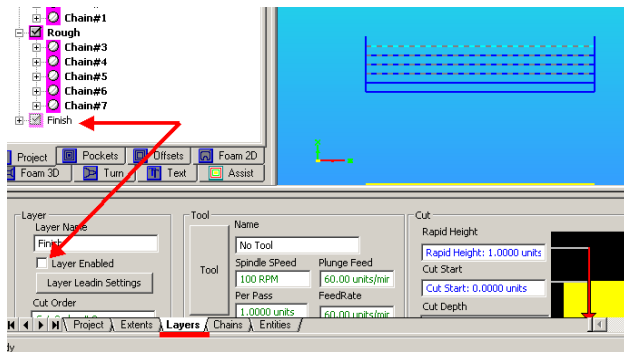 Chain#1
Rough
Chain#3
Chain#4
Chain#5
Chain#6
Chain#7
Finish
Project Pockets Offsets Foam 2D
Foam 3D Turn Text Assist
Layer
Layer Name
Finish
Layer Enabled
Layer Leadin Settings
Cut Order
Tool
Tool
Name
No Tool
Spindle SPeed Plunge Feed
100 RPM 60.00 units/mir
Per Pass FeedRate
1.0000 units 60.00 units/mir
Cut
Rapid Height
Rapid Height: 1.0000 units
Cut Start
Cut Start: 0.0000 units
Cut Depth
Project Extents Layers Chains Entities
dy